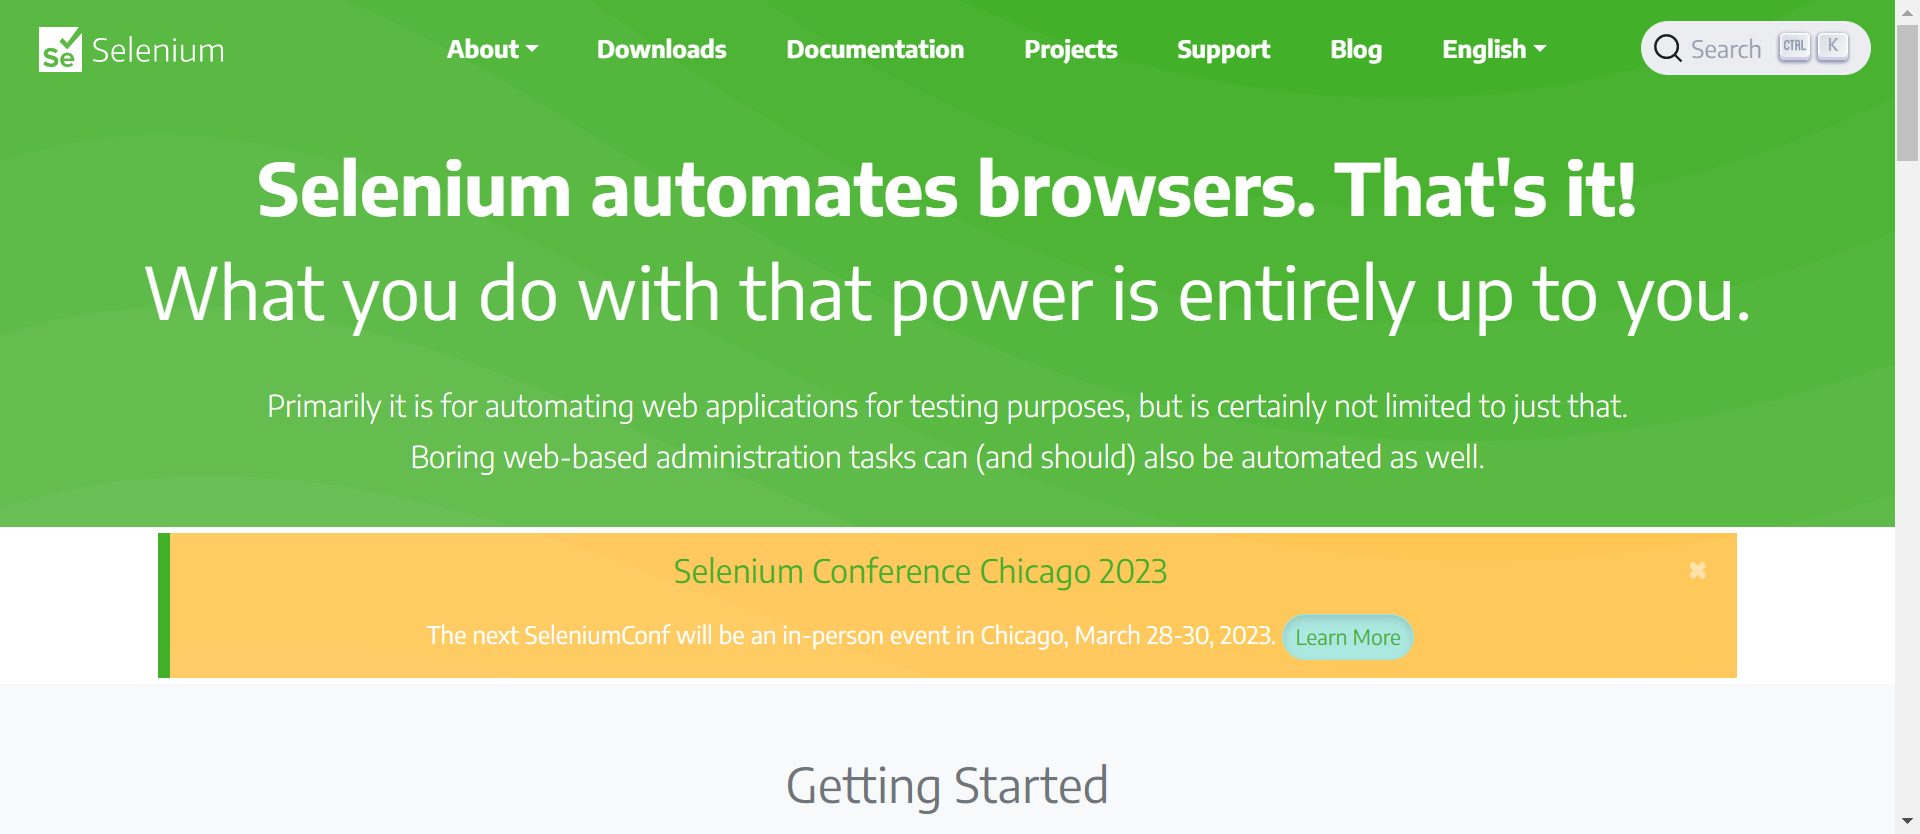 Se Selenium
About Downloads Documentation Projects Support Blog English
Search CTRL K
Selenium automates browsers. That's it!
What you do with that power is entirely up to you.
Primarily it is for automating web applications for testing purposes, but is certainly not limited to just that.
Boring web-based administration tasks can (and should) also be automated as well.
Selenium Conference Chicago 2023
The next SeleniumConf will be an in-person event in Chicago, March 28-30, 2023. Learn More
Getting Started